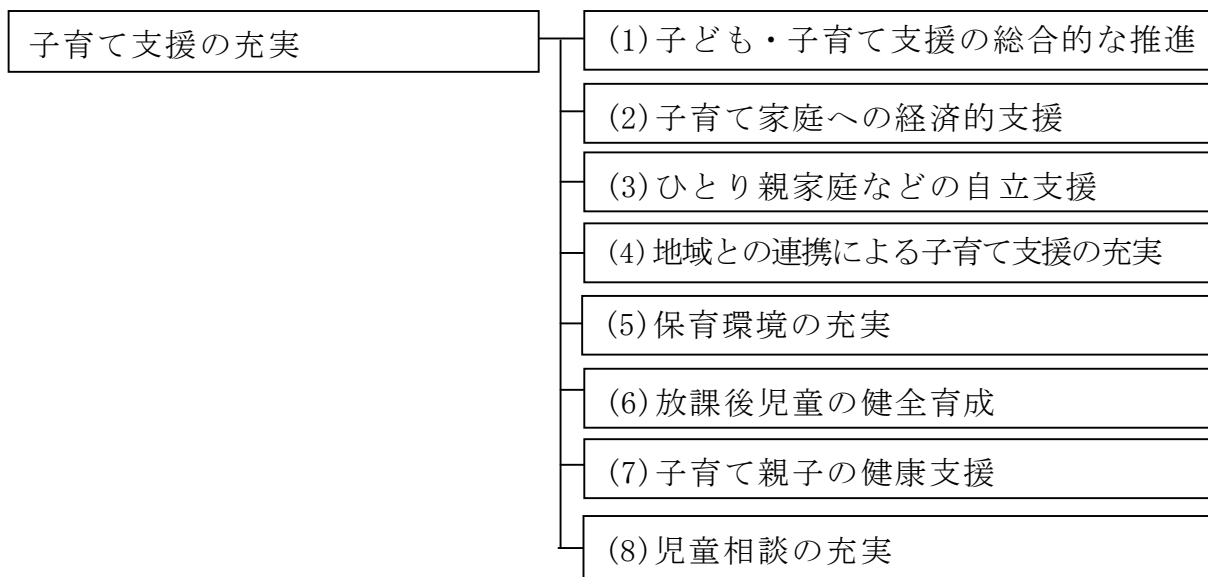 子育て支援の充実
(1)子ども・子育て支援の総合的な推進
(2)子育て家庭への経済的支援
(3)ひとり親家庭などの自立支援
(4)地域との連携による子育て支援の充実
(5)保育環境の充実
(6)放課後児童の健全育成
(7)子育て親子の健康支援
(8)児童相談の充実